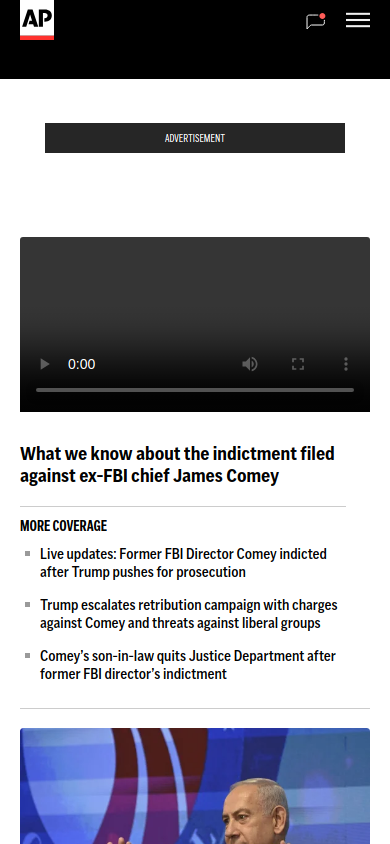 AP
ADVERTISEMENT
0:00
What we know about the indictment filed
against ex-FBI chief James Comey
MORE COVERAGE
Live updates: Former FBI Director Comey indicted
after Trump pushes for prosecution
Trump escalates retribution campaign with charges
against Comey and threats against liberal groups
Comey’s son-in-law quits Justice Department after
former FBI director’s indictment